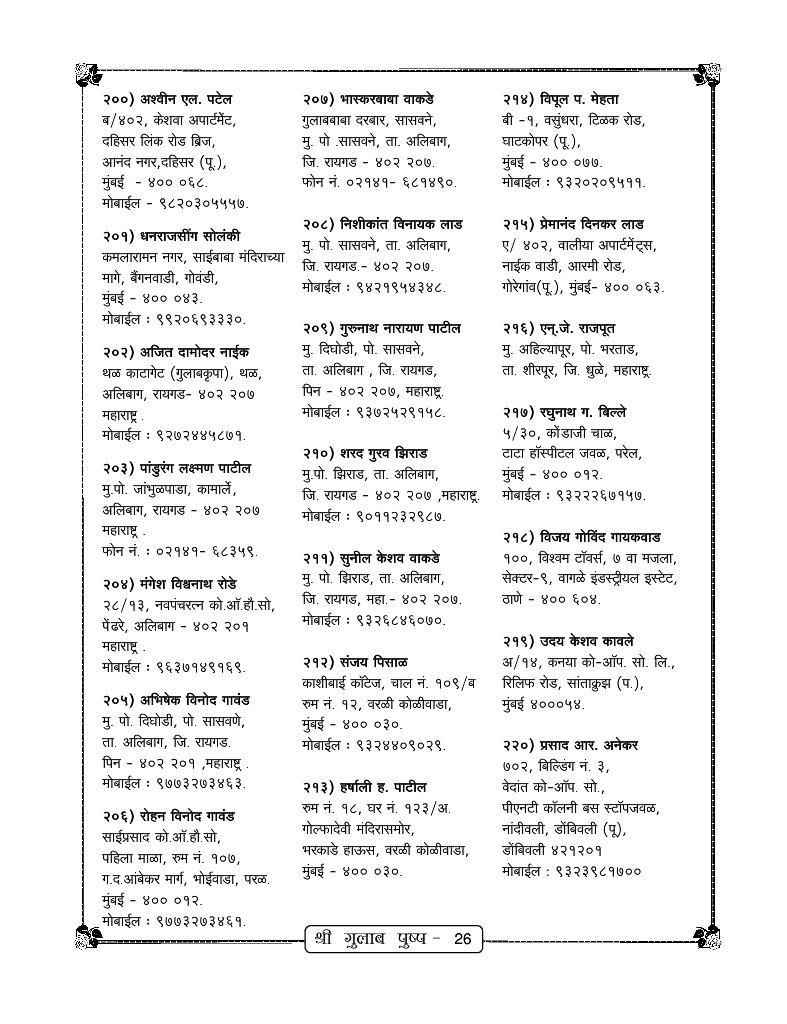 २००) अश्वीन एल. पटेल
ब/४०२, केशवा अपार्टमेंट,
दहिसर लिंक रोड ब्रिज,
आनंद नगर,दहिसर (पू.),
मुंबई - ४०० ०६८.
मोबाईल - ९८२०३०५५५७.
२०१) धनराजसींग सोलंकी
कमलारामन नगर, साईबाबा मंदिराच्या
मागे, बैंगनवाडी, गोवंडी,
मुंबई - ४०० ०४३.
मोबाईल : ९९२०६९३३३०.
२०२) अजित दामोदर नाईक
थळ काटागेट (गुलाबकृपा), थळ,
अलिबाग, रायगड- ४०२ २०७
महाराष्ट्र .
मोबाईल : ९२७२४४५८७१.
२०३) पांडुरंग लक्ष्मण पाटील
मु.पो. जांभुळपाडा, कामार्ले,
अलिबाग, रायगड - ४०२ २०७
महाराष्ट्र .
फोन नं. : ०२१४१- ६८३५९.
२०४) मंगेश विश्वनाथ रोडे
२८/१३, नवपंचरत्न को.ऑ.हौ.सो,
पेंढरे, अलिबाग - ४०२ २०१
महाराष्ट्र .
मोबाईल : ९६३७१४९१६९.
२०५) अभिषेक विनोद गावंड
मु. पो. दिघोडी, पो. सासवणे,
ता. अलिबाग, जि. रायगड.
पिन - ४०२ २०१ ,महाराष्ट्र .
मोबाईल : ९७७३२७३४६३.
२०६) रोहन विनोद गावंड
साईप्रसाद को.ऑ.हौ.सो,
पहिला माळा, रुम नं. १०७,
ग.द.आंबेकर मार्ग, भोईवाडा, परळ.
मुंबई - ४०० ०१२.
मोबाईल : ९७७३२७३४६१.
२०७) भास्करबाबा वाकडे
गुलाबबाबा दरबार, सासवने,
मु. पो .सासवने, ता. अलिबाग,
जि. रायगड - ४०२ २०७.
फोन नं. ०२१४१- ६८१४९०.
२०८) निशीकांत विनायक लाड
मु. पो. सासवने, ता. अलिबाग,
जि. रायगड.- ४०२ २०७.
मोबाईल : ९४२१९५४३४८.
२०९) गुरुनाथ नारायण पाटील
मु. दिघोडी, पो. सासवने,
ता. अलिबाग , जि. रायगड,
पिन - ४०२ २०७, महाराष्ट्र.
मोबाईल : ९३७२५२९१५८.
२१०) शरद गुरव झिराड
मु.पो. झिराड, ता. अलिबाग,
जि. रायगड - ४०२ २०७ ,महाराष्ट्र.
मोबाईल : ९०११२३२९८७.
२११) सुनील केशव वाकडे
मु. पो. झिराड, ता. अलिबाग,
जि. रायगड, महा.- ४०२ २०७.
मोबाईल : ९३२६८४६०७०.
२१२) संजय पिसाळ
काशीबाई कॉटेज, चाल नं. १०९/ब
रुम नं. १२, वरळी कोळीवाडा,
मुंबई - ४०० ०३०.
मोबाईल : ९३२४४०९०२९.
२१३) हर्षाली ह. पाटील
रुम नं. १८, घर नं. १२३/अ.
गोल्फादेवी मंदिरासमोर,
भरकाडे हाऊस, वरळी कोळीवाडा,
मुंबई - ४०० ०३०.
२१४) विपूल प. मेहता
बी -१, वसुंधरा, टिळक रोड,
घाटकोपर (पू.),
मुंबई - ४०० ०७७.
मोबाईल : ९३२०२०९५११.
२१५) प्रेमानंद दिनकर लाड
ए/ ४०२, वालीया अपार्टमेंट्स,
नाईक वाडी, आरमी रोड,
गोरेगांव(पू.), मुंबई- ४०० ०६३.
२१६) एन्.जे. राजपूत
मु. अहिल्यापूर, पो. भरताड,
ता. शीरपूर, जि. धुळे, महाराष्ट्र.
२१७) रघुनाथ ग. बिल्ले
५/३०, कोंडाजी चाळ,
टाटा हॉस्पीटल जवळ, परेल,
मुंबई - ४०० ०१२.
मोबाईल : ९३२२२६७१५७.
२१८) विजय गोविंद गायकवाड
१००, विश्वम टॉवर्स, ७ वा मजला,
सेक्टर-९, वागळे इंडस्ट्रीयल इस्टेट,
ठाणे - ४०० ६०४.
२१९) उदय केशव कावले
अ/१४, कनया को-ऑप. सो. लि.,
रिलिफ रोड, सांताक्रुझ (प.),
मुंबई ४०००५४.
२२०) प्रसाद आर. अनेकर
७०२, बिल्डिंग नं. ३,
वेदांत को-ऑप. सो.,
पीएनटी कॉलनी बस स्टॉपजवळ,
नांदीवली, डोंबिवली (पू),
डोंबिवली ४२१२०१
मोबाईल : ९३२३९८१७००
श्री गुलाब पुष्प - 26